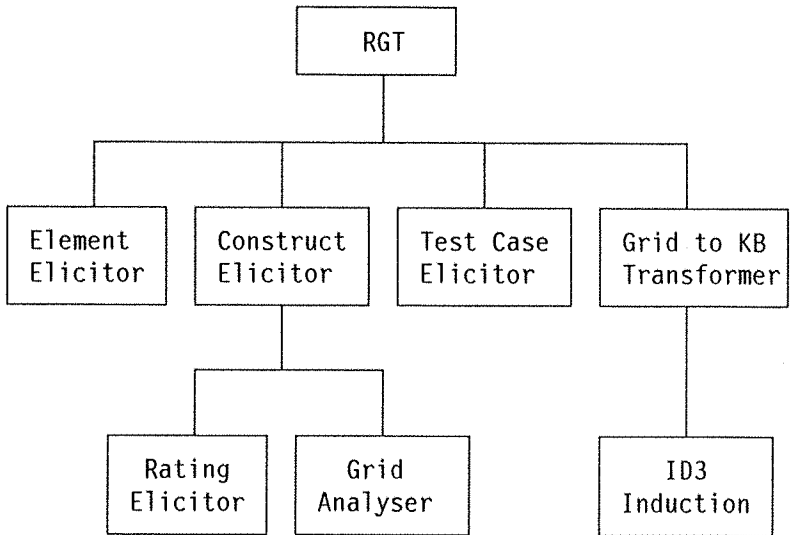 RGT
Element
Elicitor
Construct
Elicitor
Test Case
Elicitor
Grid to KB
Transformer
Rating
Elicitor
Grid
Analyser
ID3
Induction